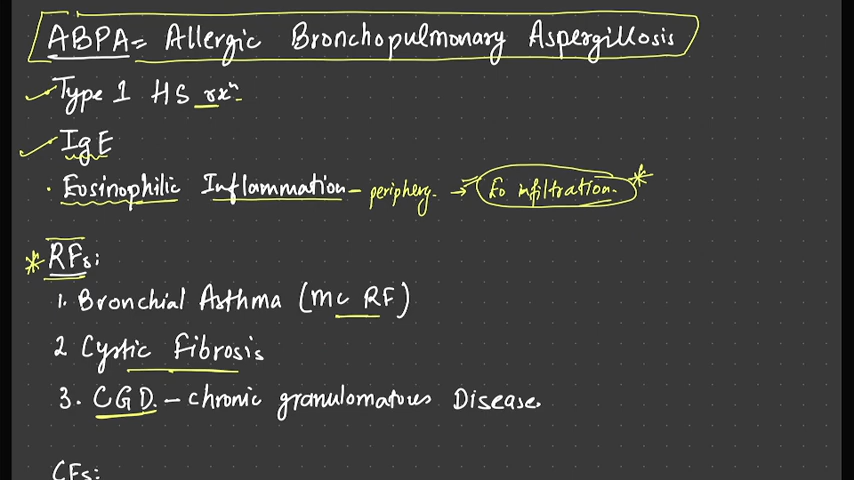 ABPA = Allergic Bronchopulmonary Aspergillosis
Type 1 HS rxⁿ
IgE
· Eosinophilic Inflammation - periphery. → Eo infiltration. *
* RFs:
1. Bronchial Asthma (mc RF)
2 Cystic Fibrosis
3. CGD. - chronic granulomatous Disease.
CFs: